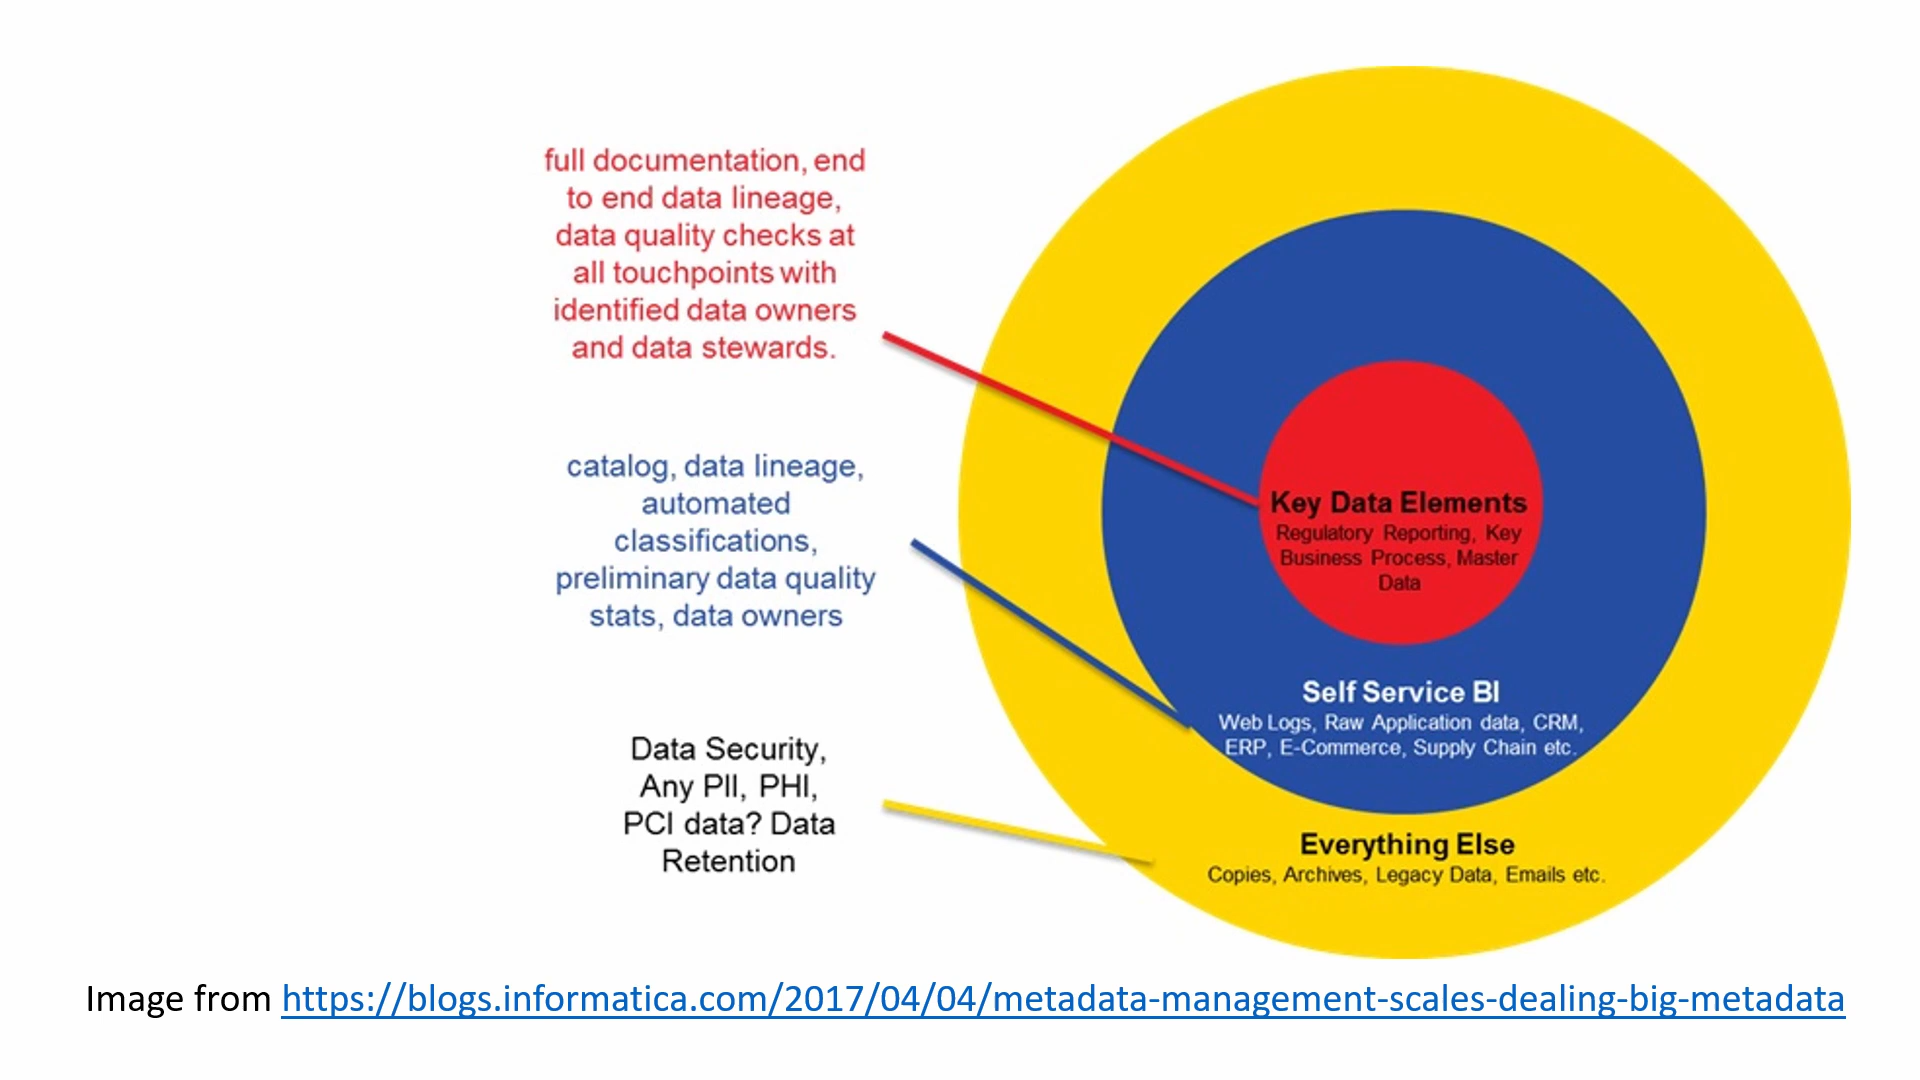 full documentation, end
to end data lineage,
data quality checks at
all touchpoints with
identified data owners
and data stewards.
catalog, data lineage,
automated
classifications,
preliminary data quality
stats, data owners
Data Security,
Any PII, PHI,
PCI data? Data
Retention
Key Data Elements
Regulatory Reporting, Key
Business Process, Master
Data
Self Service BI
Web Logs, Raw Application data, CRM,
ERP, E-Commerce, Supply Chain etc.
Everything Else
Copies, Archives, Legacy Data, Emails etc.
Image from https://blogs.informatica.com/2017/04/04/metadata-management-scales-dealing-big-metadata